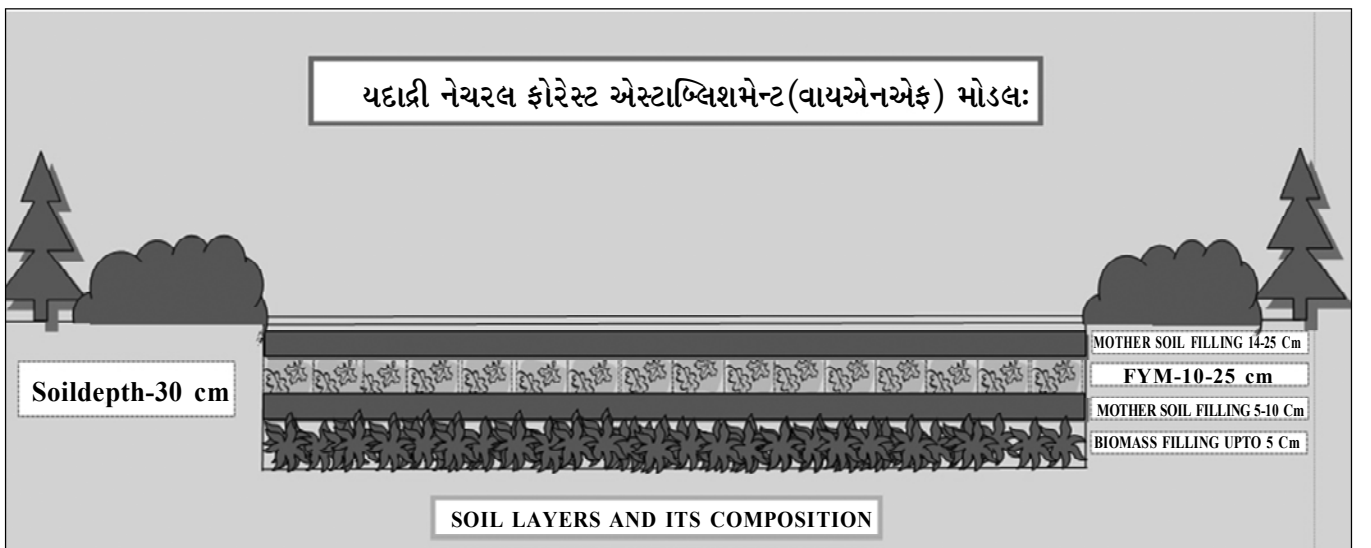 યદાદ્રી નેચરલ ફોરેસ્ટ એસ્ટાબ્લિશમેન્ટ(વાયએનએફ) મોડલઃ
MOTHER SOIL FILLING 14-25 Cm
Soildepth-30 cm
FYM-10-25 cm
MOTHER SOIL FILLING 5-10 Cm
BIOMASS FILLING UPTO 5 Cm
SOIL LAYERS AND ITS COMPOSITION